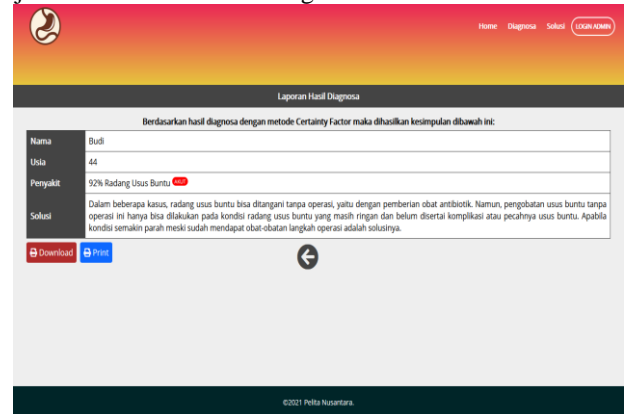 Home Diagnosa Solusi LOGIN ADMIN
Laporan Hasil Diagnosa
Berdasarkan hasil diagnosa dengan metode Certainty Factor maka dihasilkan kesimpulan dibawah ini:
Nama Budi
Usia 44
Penyakit 92% Radang Usus Buntu
Dalam beberapa kasus, radang usus buntu bisa ditangani tanpa operasi, yaitu dengan pemberian obat antibiotik. Namun, pengobatan usus buntu tanpa
Solusi operasi ini hanya bisa dilakukan pada kondisi radang usus buntu yang masih ringan dan belum disertai komplikasi atau pecahnya usus buntu. Apabila
kondisi semakin parah meski sudah mendapat obat-obatan langkah operasi adalah solusinya.
Download Print
©2021 Pelita Nusantara.